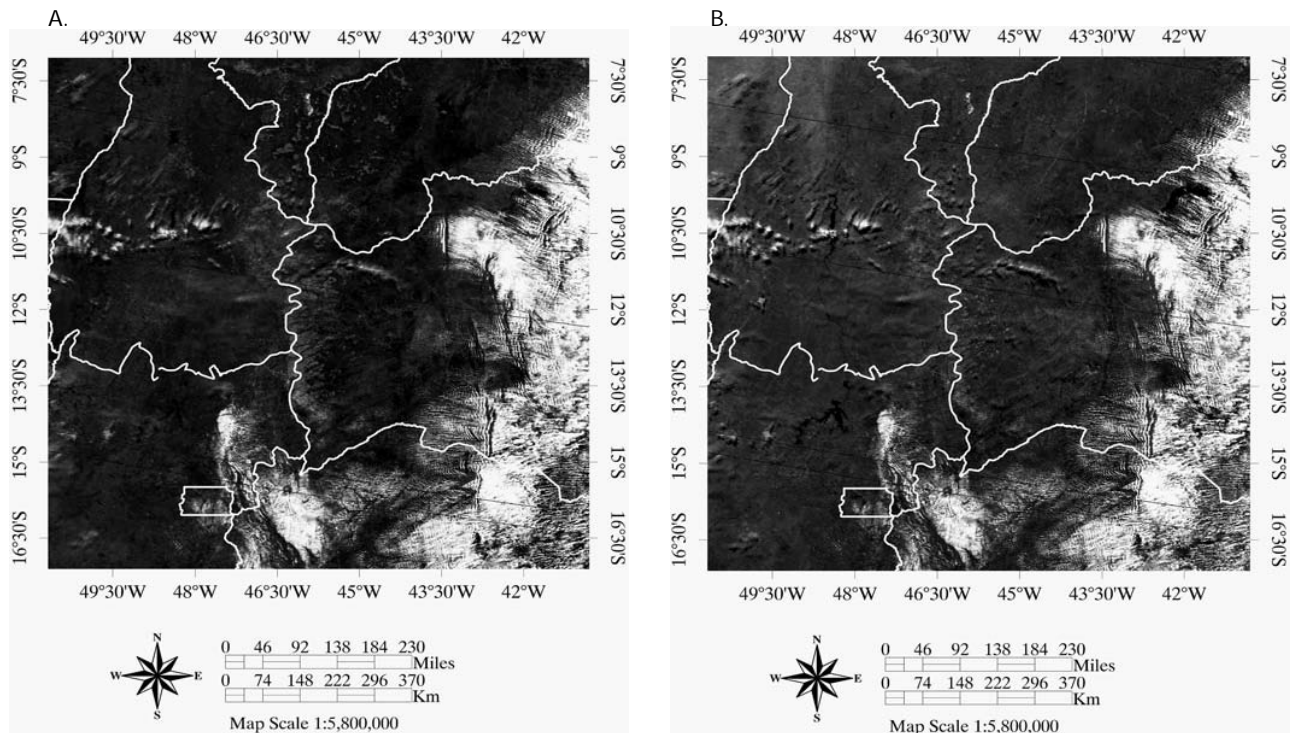 A.
49°30'W 48°W 46°30'W 45°W 43°30'W 42°W
7°30'S 7°30'S
9°S 9°S
10°30'S 10°30'S
12°S 12°S
13°30'S 13°30'S
15°S 15°S
16°30'S 16°30'S
49°30'W 48°W 46°30'W 45°W 43°30'W 42°W
N
W E
S
0 46 92 138 184 230
Miles
0 74 148 222 296 370
Km
Map Scale 1:5,800,000
B.
49°30'W 48°W 46°30'W 45°W 43°30'W 42°W
7°30'S 7°30'S
9°S 9°S
10°30'S 10°30'S
12°S 12°S
13°30'S 13°30'S
15°S 15°S
16°30'S 16°30'S
49°30'W 48°W 46°30'W 45°W 43°30'W 42°W
N
W E
S
0 46 92 138 184 230
Miles
0 74 148 222 296 370
Km
Map Scale 1:5,800,000